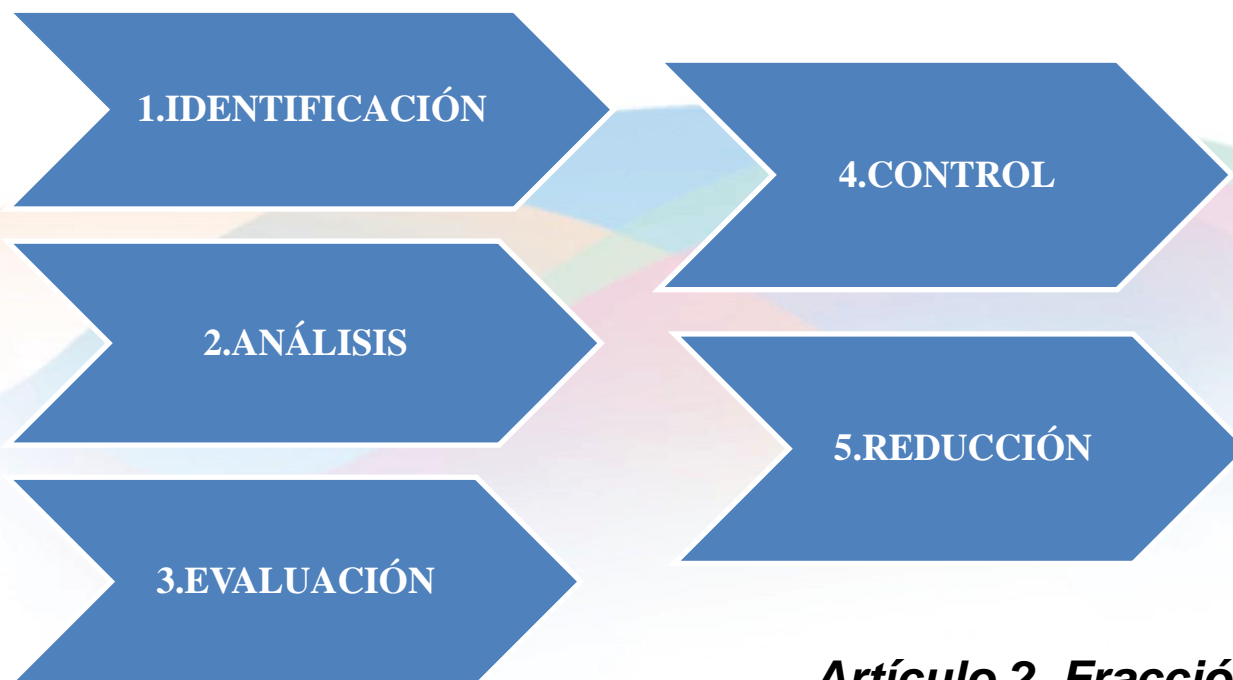 1.IDENTIFICACIÓN
2.ANÁLISIS
3.EVALUACIÓN
4.CONTROL
5.REDUCCIÓN
Artículo 2. Fracció